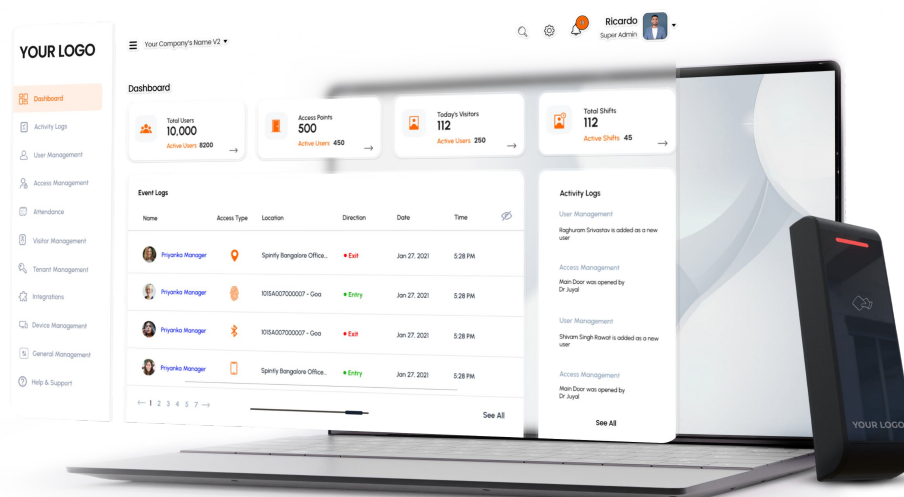 YOUR LOGO
Your Company's Name V2
Ricardo
Super Admin
Dashboard
Activity Logs
User Management
Access Management
Attendance
Visitor Management
Tenant Management
Integrations
Device Management
General Management
Help & Support
Dashboard
Total Users
10,000
Active Users 8200
Access Points
500
Active Users 450
Today's Visitors
112
Active Users 250
Total Shifts
112
Active Shifts 45
Event Logs
Name Access Type Location Direction Date Time
Priyanka Manager Spintly Bangalore Office... Exit Jan 27, 2021 5:28 PM
Priyanka Manager 1015A007000007 - Goa Entry Jan 27, 2021 5:28 PM
Priyanka Manager 1015A007000007 - Goa Exit Jan 27, 2021 5:28 PM
Priyanka Manager Spintly Bangalore Office... Entry Jan 27, 2021 5:28 PM
← 1 2 3 4 5 7 →
See All
Activity Logs
User Management
Raghuram Srivastav is added as a new
user
Access Management
Main Door was opened by
Dr Juyal
User Management
Shivam Singh Rawat is added as a new
user
Access Management
Main Door was opened by
Dr Juyal
See All
YOUR LOGO